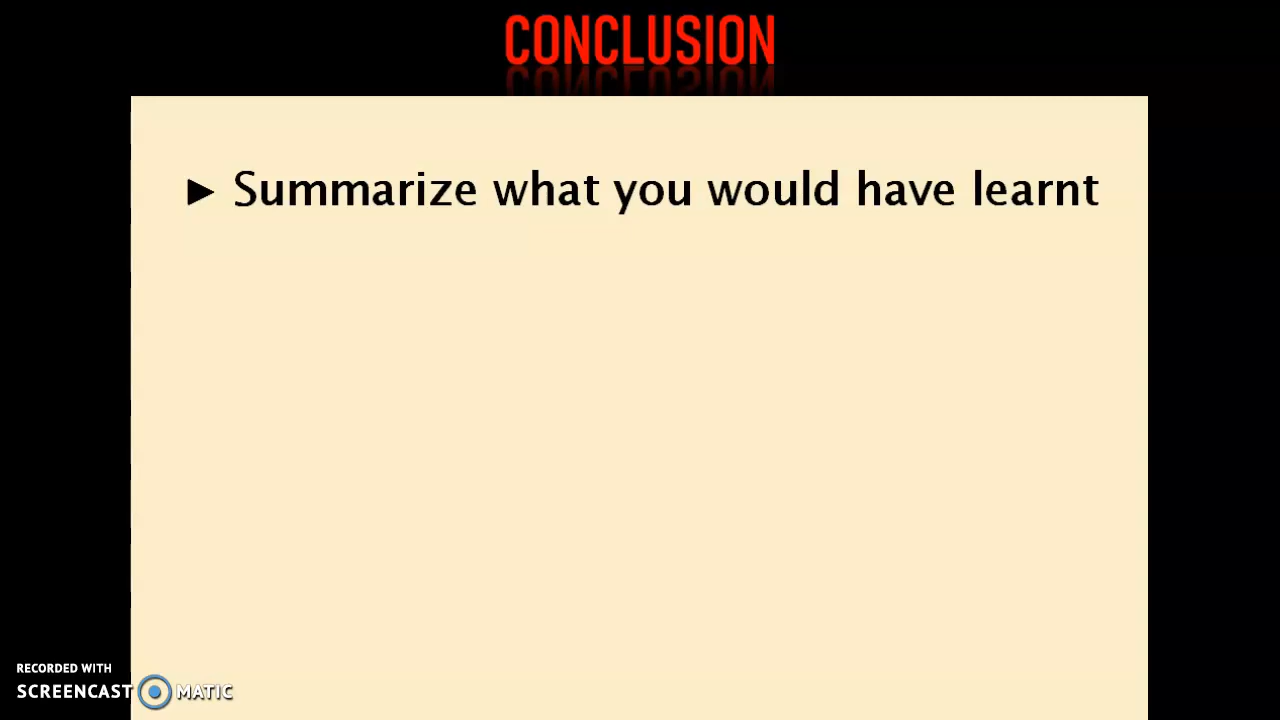 CONCLUSION
► Summarize what you would have learnt
RECORDED WITH
SCREENCAST MATIC